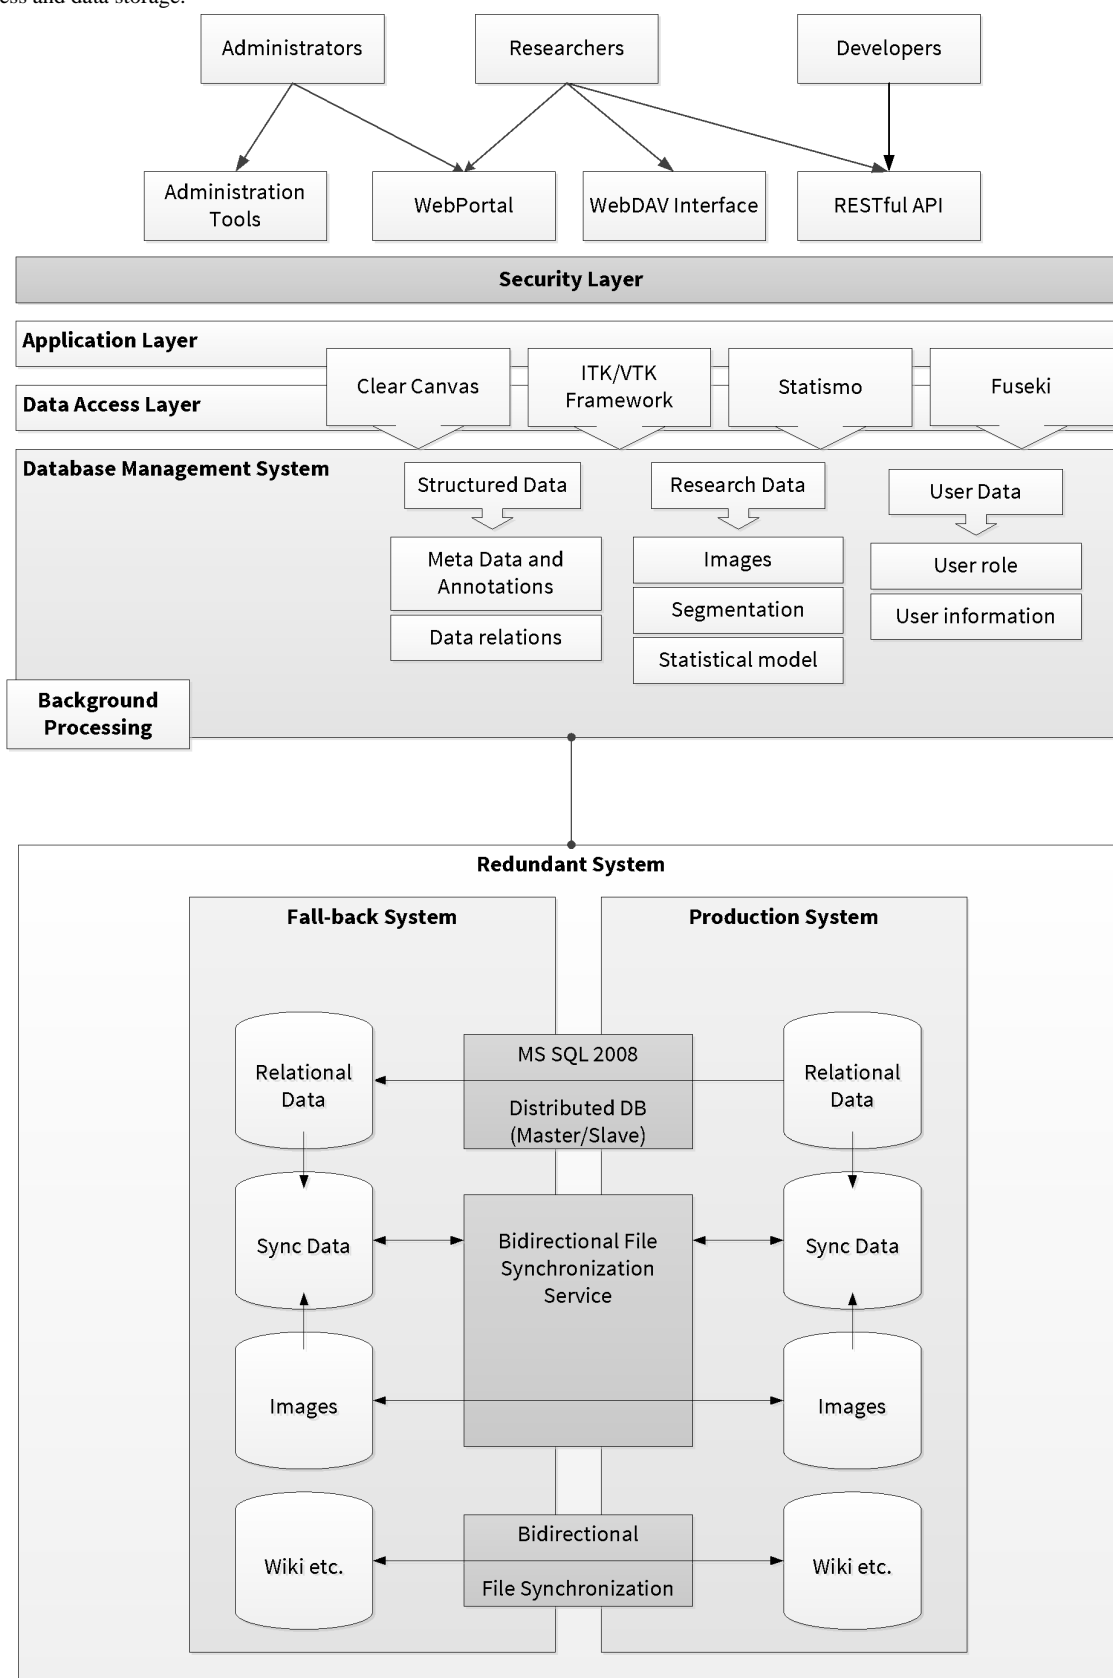 ess and data storage.
Administrators
Researchers
Developers
Administration
Tools
WebPortal
WebDAV Interface
RESTful API
Security Layer
Application Layer
Data Access Layer
Clear Canvas
ITK/VTK
Framework
Statismo
Fuseki
Database Management System
Structured Data
Research Data
User Data
Meta Data and
Annotations
Data relations
Images
Segmentation
Statistical model
User role
User information
Background
Processing
Redundant System
Fall-back System
Production System
Relational
Data
MS SQL 2008
Distributed DB
(Master/Slave)
Relational
Data
Sync Data
Bidirectional File
Synchronization
Service
Sync Data
Images
Images
Wiki etc.
Bidirectional
File Synchronization
Wiki etc.